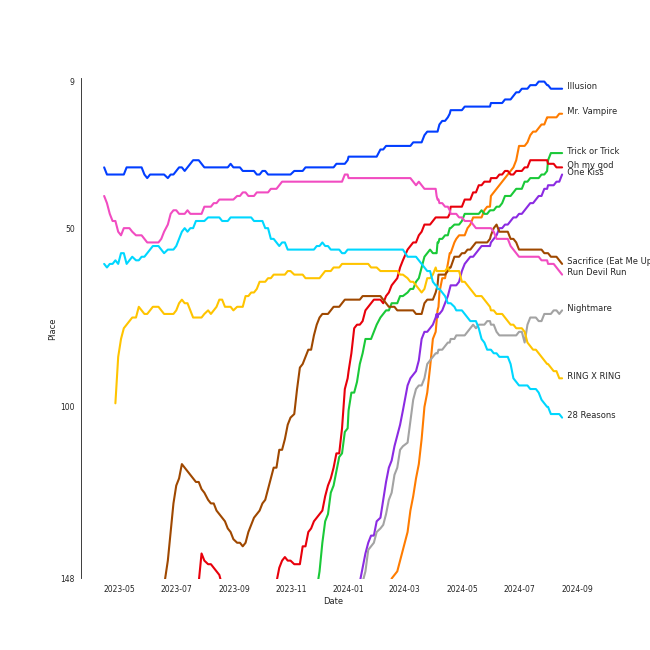 9
50
100
148
Place
2023-05 2023-07 2023-09 2023-11 2024-01 2024-03 2024-05 2024-07 2024-09
Date
Illusion
Mr. Vampire
Trick or Trick
Oh my god
One Kiss
Sacrifice (Eat Me Up
Run Devil Run
Nightmare
RING X RING
28 Reasons